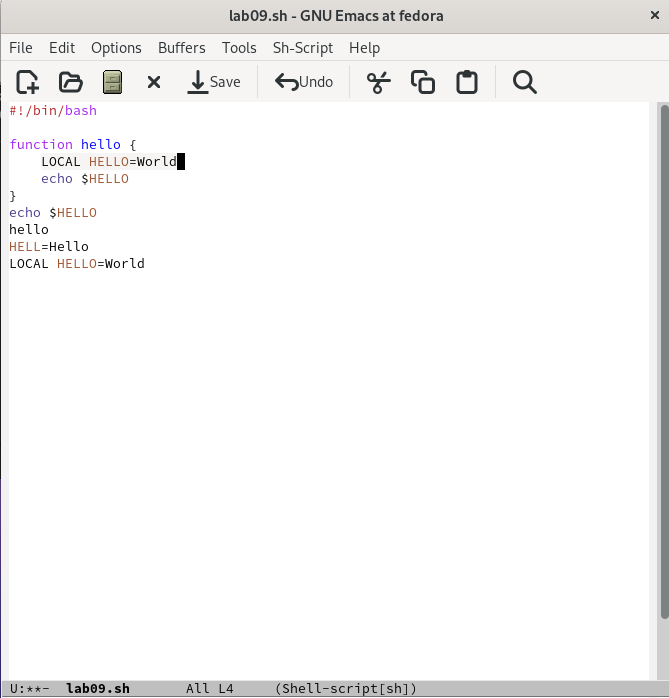 lab09.sh - GNU Emacs at fedora
File Edit Options Buffers Tools Sh-Script Help
Save Undo
#!/bin/bash
function hello {
    LOCAL HELLO=World
    echo $HELLO
}
echo $HELLO
hello
HELL=Hello
LOCAL HELLO=World
U:**- lab09.sh All L4 (Shell-script[sh])